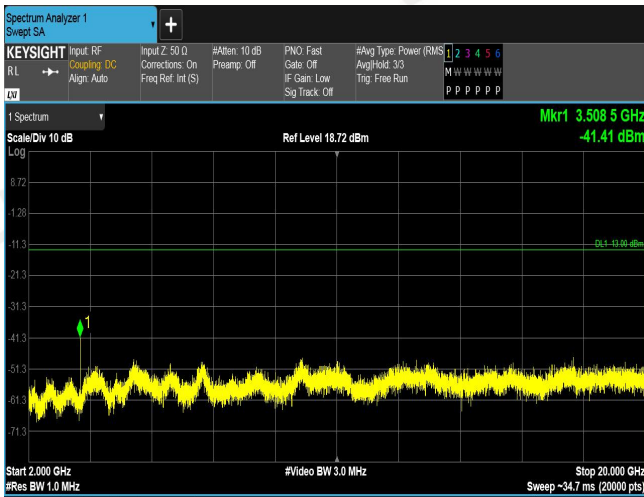 Spectrum Analyzer 1
Swept SA
+
KEYSIGHT Input: RF Input Z: 50 Ω #Atten: 10 dB PNO: Fast #Avg Type: Power (RMS 1 2 3 4 5 6
RL Coupling: DC Corrections: On Preamp: Off Gate: Off Avg|Hold: 3/3 M W W W W W
Align: Auto Freq Ref: Int (S) IF Gain: Low Trig: Free Run
LXI Sig Track: Off P P P P P P
1 Spectrum Mkr1 3.508 5 GHz
Scale/Div 10 dB Ref Level 18.72 dBm -41.41 dBm
Log
8.72
-1.28
-11.3 DL1 -13.00 dBm
-21.3
-31.3
1
-41.3
-51.3
-61.3
-71.3
Start 2.000 GHz #Video BW 3.0 MHz Stop 20.000 GHz
#Res BW 1.0 MHz Sweep ~34.7 ms (20000 pts)